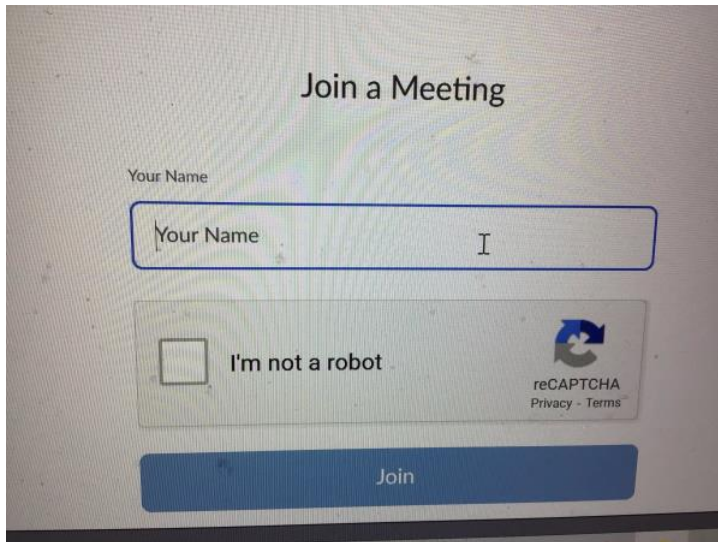 Join a Meeting
Your Name
Your Name
I'm not a robot
reCAPTCHA
Privacy - Terms
Join